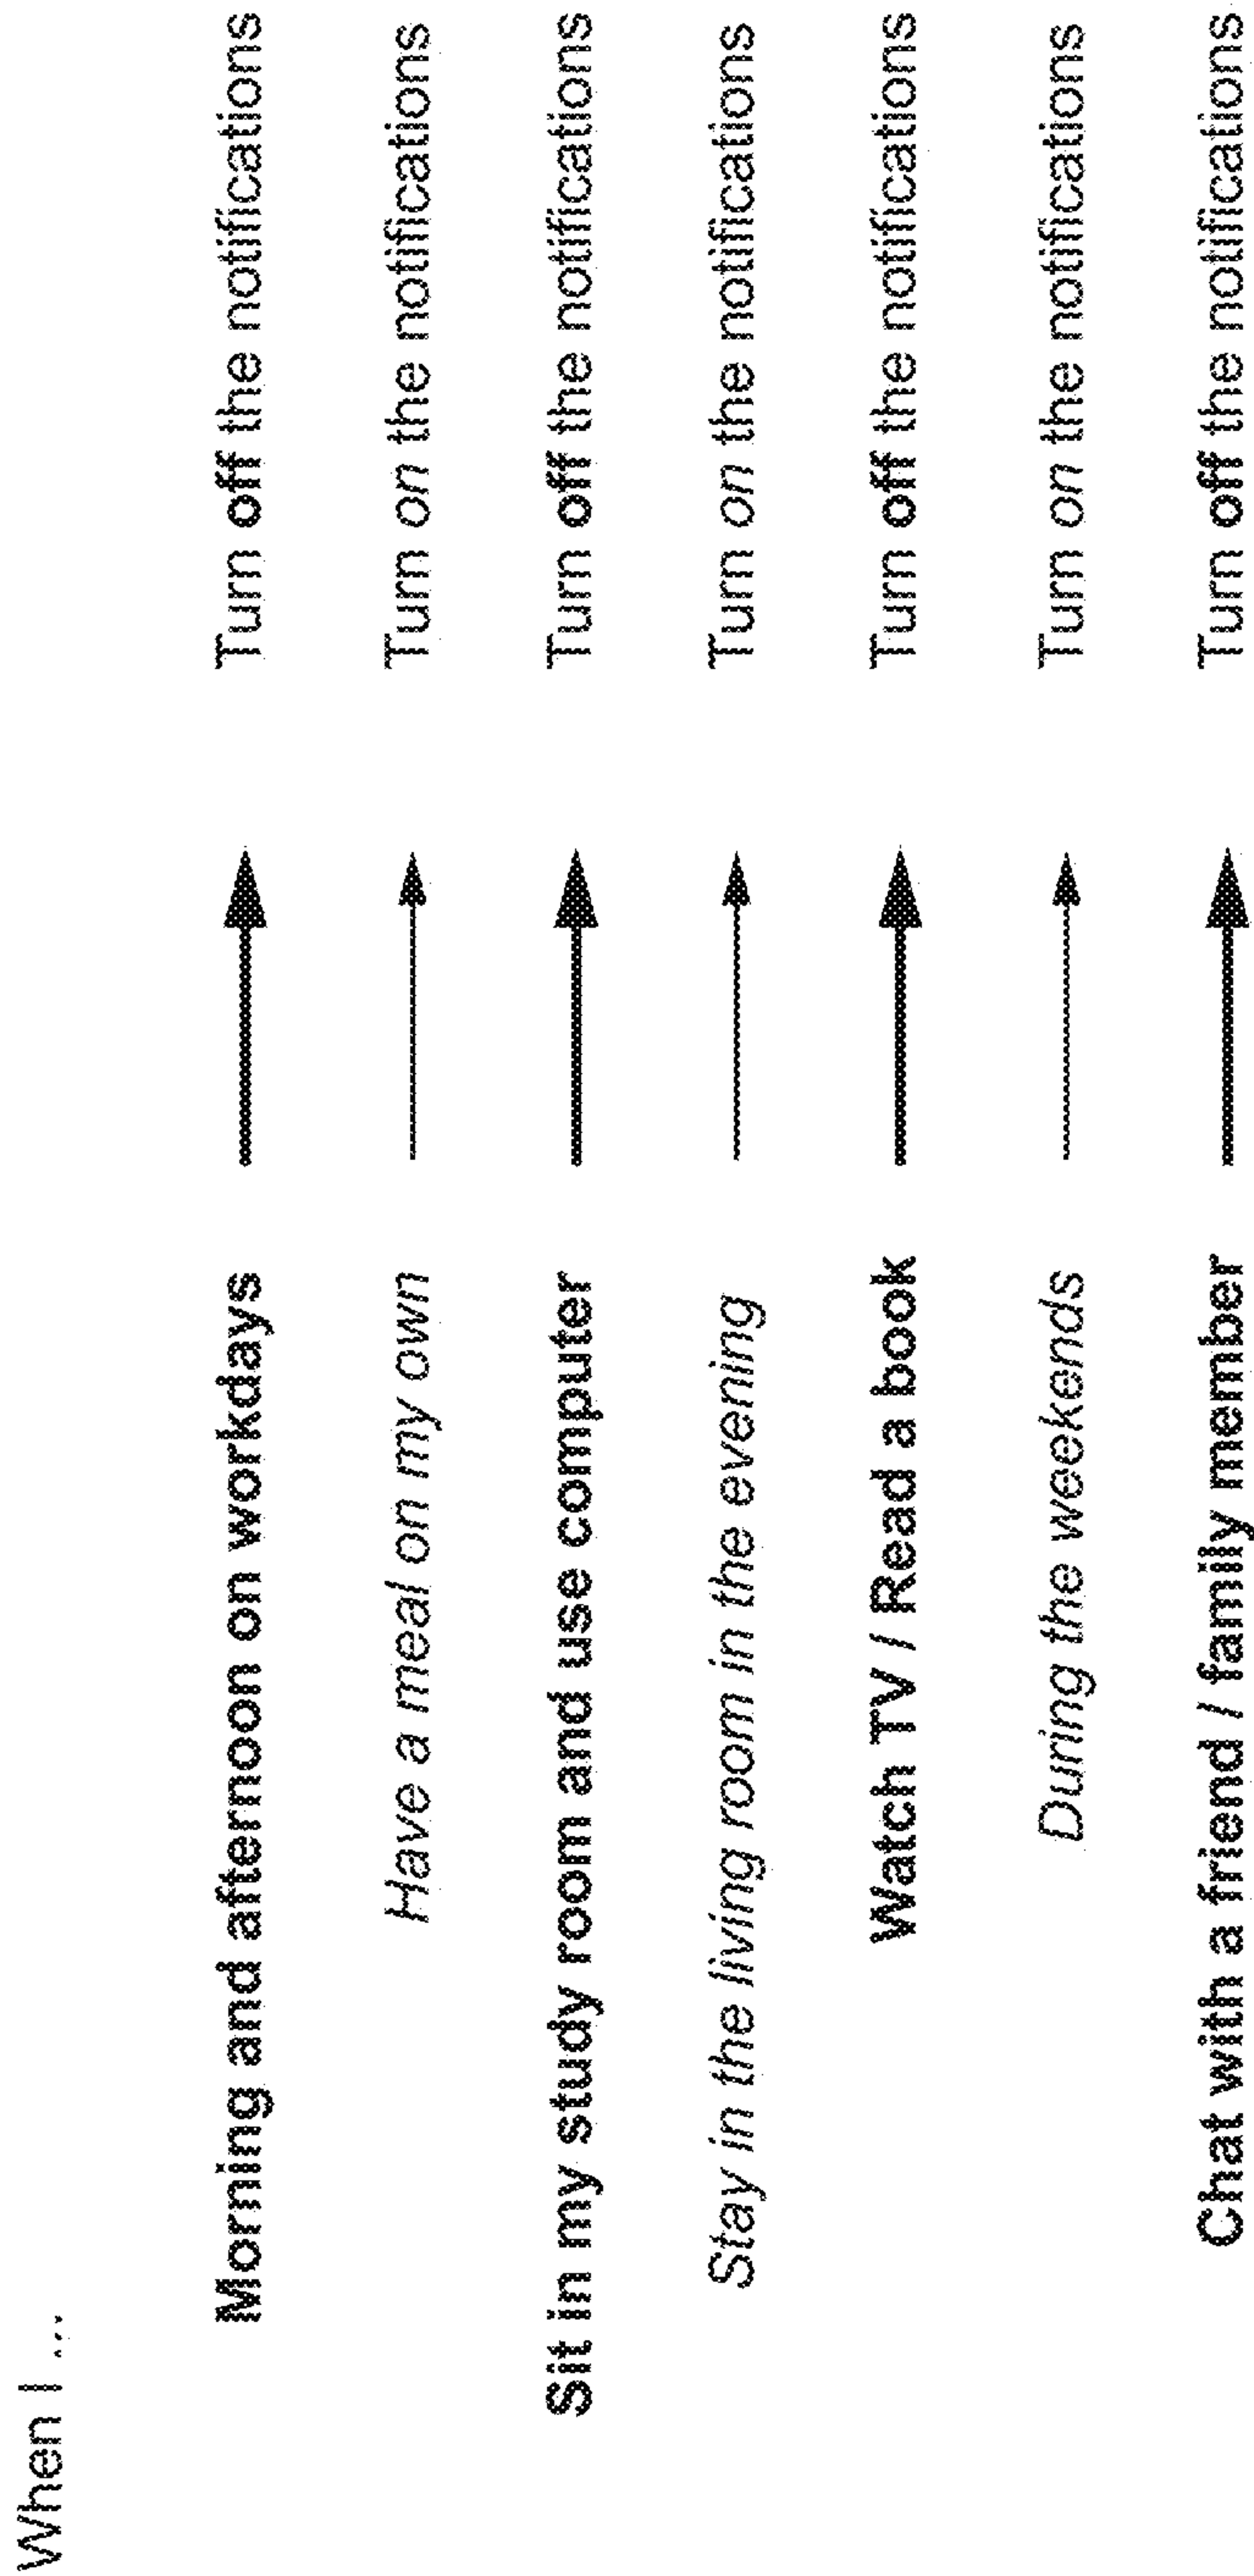 When I ...
Morning and afternoon on workdays Turn off the notifications
Have a meal on my own Turn on the notifications
Sit in my study room and use computer Turn off the notifications
Stay in the living room in the evening Turn on the notifications
Watch TV / Read a book Turn off the notifications
During the weekends Turn on the notifications
Chat with a friend / family member Turn off the notifications